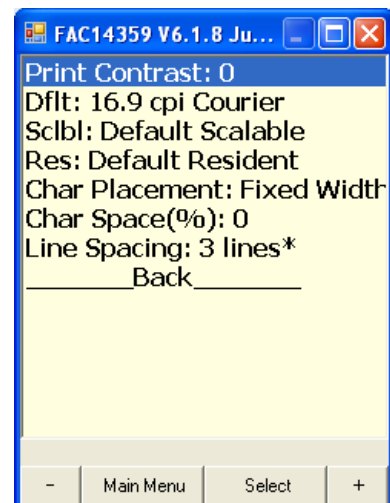 FAC14359 V6.1.8 Ju...
Print Contrast: 0
Dflt: 16.9 cpi Courier
Sclbl: Default Scalable
Res: Default Resident
Char Placement: Fixed Width
Char Space(%): 0
Line Spacing: 3 lines*
________Back________
- Main Menu Select +